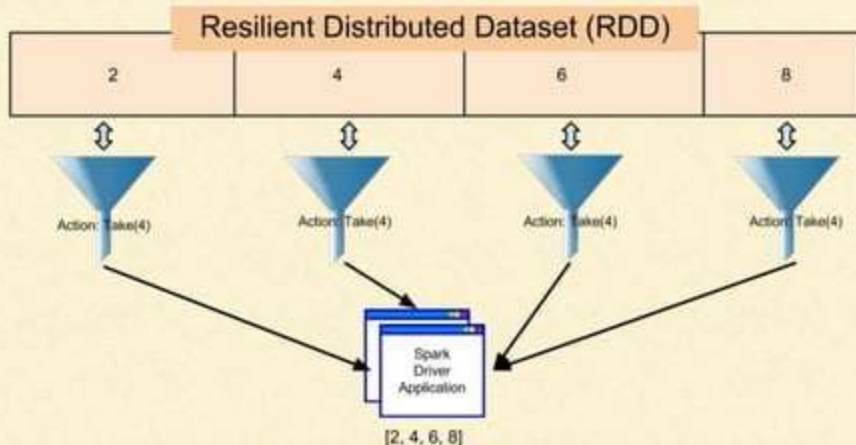 Resilient Distributed Dataset (RDD)
2 4 6 8
Action: Take(4) Action: Take(4) Action: Take(4) Action: Take(4)
Spark
Driver
Application
[2, 4, 6, 8]